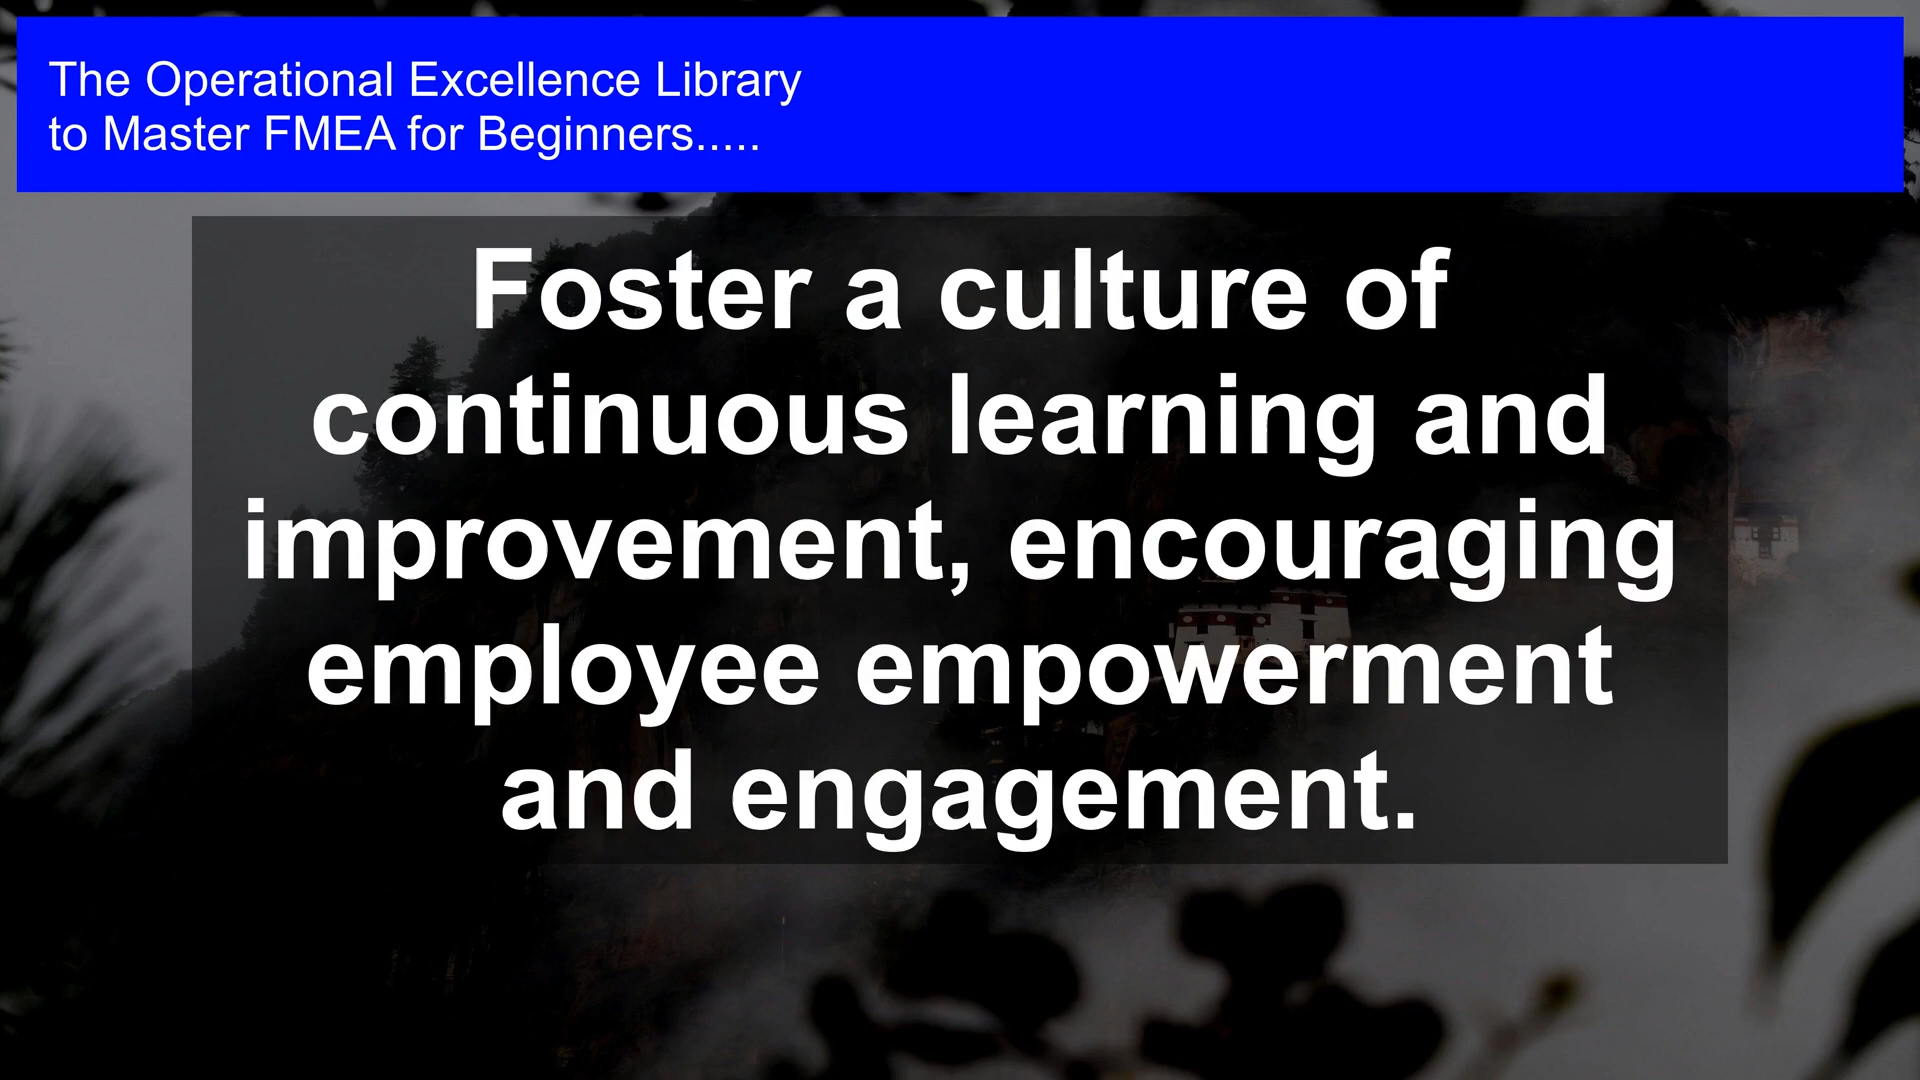 The Operational Excellence Library
to Master FMEA for Beginners.....
Foster a culture of
continuous learning and
improvement, encouraging
employee empowerment
and engagement.